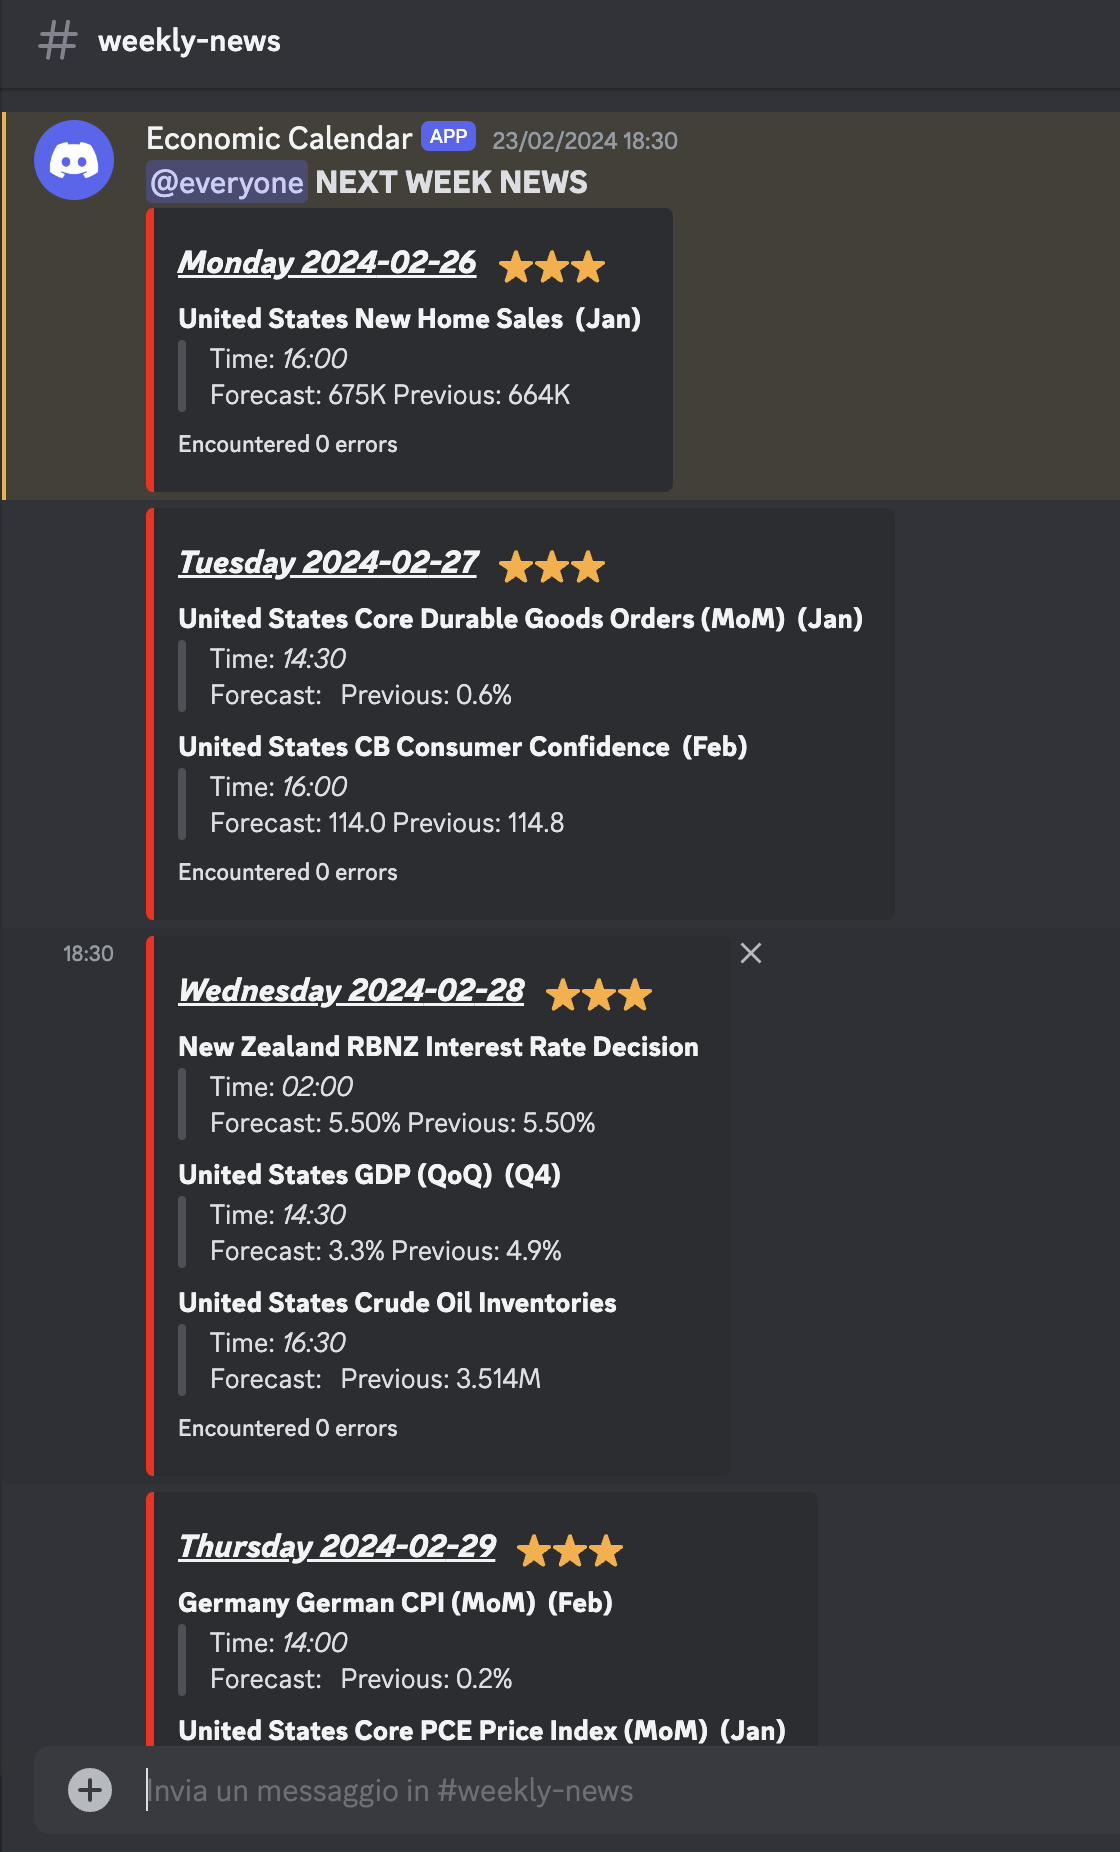 # weekly-news
Economic Calendar APP 23/02/2024 18:30
@everyone NEXT WEEK NEWS
Monday 2024-02-26 ⭐⭐⭐
United States New Home Sales (Jan)
Time: 16:00
Forecast: 675K Previous: 664K
Encountered 0 errors
Tuesday 2024-02-27 ⭐⭐⭐
United States Core Durable Goods Orders (MoM) (Jan)
Time: 14:30
Forecast: Previous: 0.6%
United States CB Consumer Confidence (Feb)
Time: 16:00
Forecast: 114.0 Previous: 114.8
Encountered 0 errors
18:30
Wednesday 2024-02-28 ⭐⭐⭐
New Zealand RBNZ Interest Rate Decision
Time: 02:00
Forecast: 5.50% Previous: 5.50%
United States GDP (QoQ) (Q4)
Time: 14:30
Forecast: 3.3% Previous: 4.9%
United States Crude Oil Inventories
Time: 16:30
Forecast: Previous: 3.514M
Encountered 0 errors
Thursday 2024-02-29 ⭐⭐⭐
Germany German CPI (MoM) (Feb)
Time: 14:00
Forecast: Previous: 0.2%
United States Core PCE Price Index (MoM) (Jan)
Invia un messaggio in #weekly-news